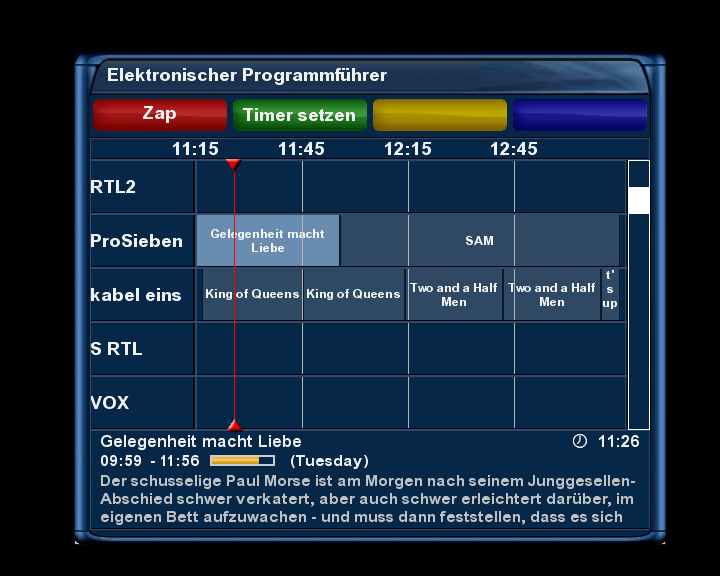 Elektronischer Programmführer
Zap Timer setzen
11:15 11:45 12:15 12:45
RTL2
ProSieben
Gelegenheit macht
Liebe
SAM
kabel eins
King of Queens
King of Queens
Two and a Half
Men
Two and a Half
Men
t'
s
up
S RTL
VOX
Gelegenheit macht Liebe 11:26
09:59 - 11:56 (Tuesday)
Der schusselige Paul Morse ist am Morgen nach seinem Junggesellen-
Abschied schwer verkatert, aber auch schwer erleichtert darüber, im
eigenen Bett aufzuwachen - und muss dann feststellen, dass es sich